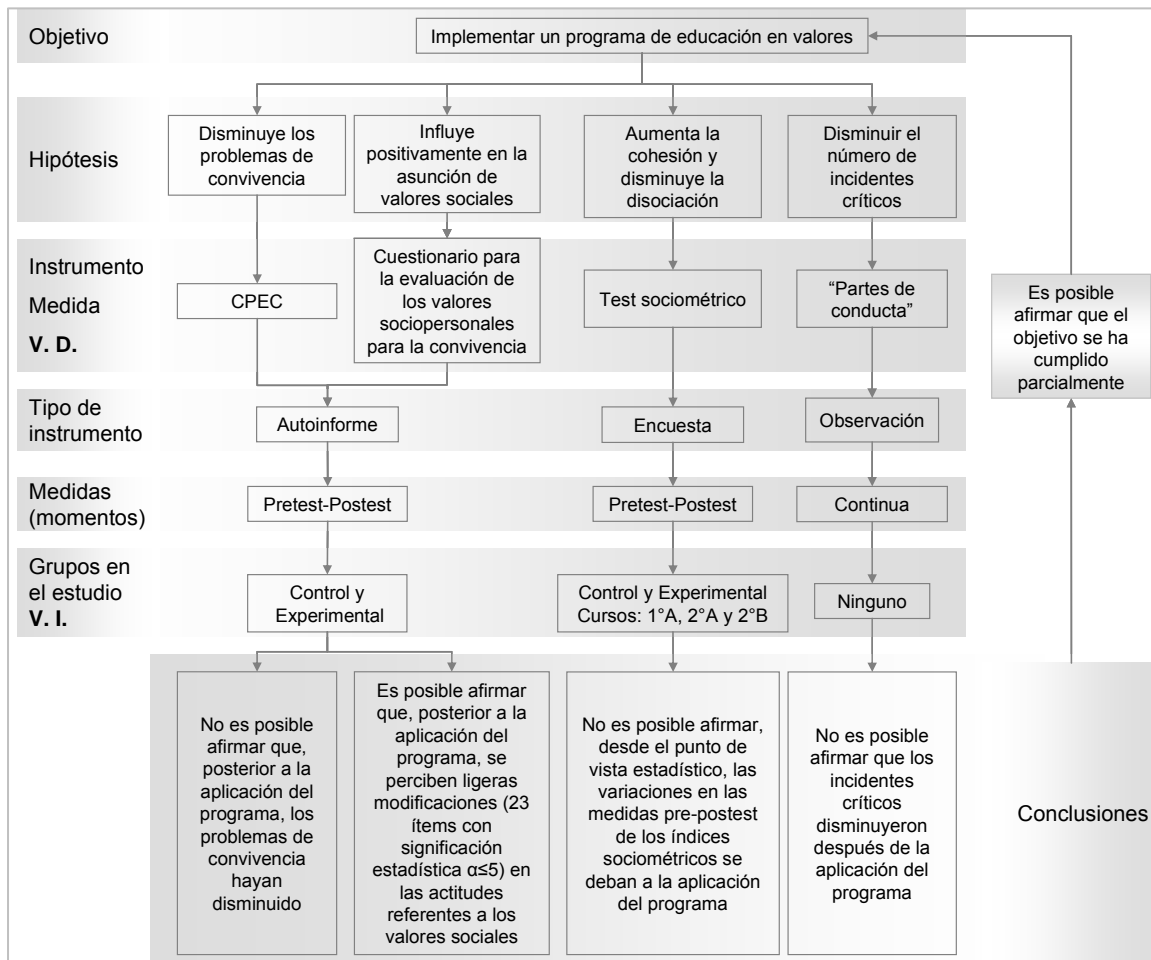 Objetivo
Implementar un programa de educación en valores
Hipótesis
Disminuye los
problemas de
convivencia
Influye
positivamente en la
asunción de
valores sociales
Aumenta la
cohesión y
disminuye la
disociación
Disminuir el
número de
incidentes
críticos
Instrumento
Medida
V. D.
CPEC
Cuestionario para
la evaluación de
los valores
sociopersonales
para la convivencia
Test sociométrico
“Partes de
conducta”
Es posible
afirmar que el
objetivo se ha
cumplido
parcialmente
Tipo de
instrumento
Autoinforme
Encuesta
Observación
Medidas
(momentos)
Pretest-Postest
Pretest-Postest
Continua
Grupos en
el estudio
V. I.
Control y
Experimental
Control y Experimental
Cursos: 1°A, 2°A y 2°B
Ninguno
No es posible
afirmar que,
posterior a la
aplicación del
programa, los
problemas de
convivencia
hayan
disminuido
Es posible afirmar
que, posterior a la
aplicación del
programa, se
perciben ligeras
modificaciones (23
ítems con
significación
estadística α≤5) en
las actitudes
referentes a los
valores sociales
No es posible afirmar,
desde el punto de
vista estadístico, las
variaciones en las
medidas pre-postest
de los índices
sociométricos se
deban a la aplicación
del programa
No es posible
afirmar que los
incidentes
críticos
disminuyeron
después de la
aplicación del
programa
Conclusiones